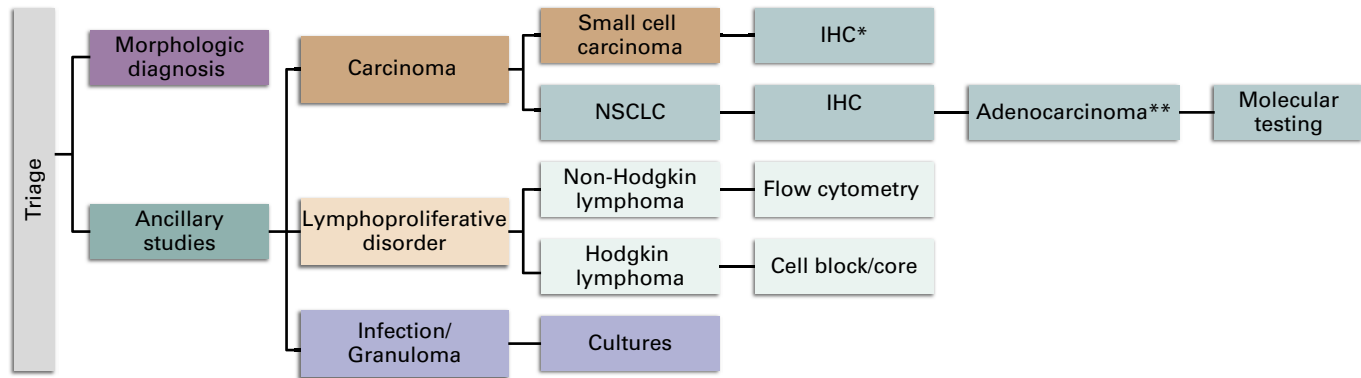 Triage
Morphologic
diagnosis
Ancillary
studies
Carcinoma
Small cell
carcinoma
IHC*
NSCLC
IHC
Adenocarcinoma**
Molecular
testing
Lymphoproliferative
disorder
Non-Hodgkin
lymphoma
Flow cytometry
Hodgkin
lymphoma
Cell block/core
Infection/
Granuloma
Cultures